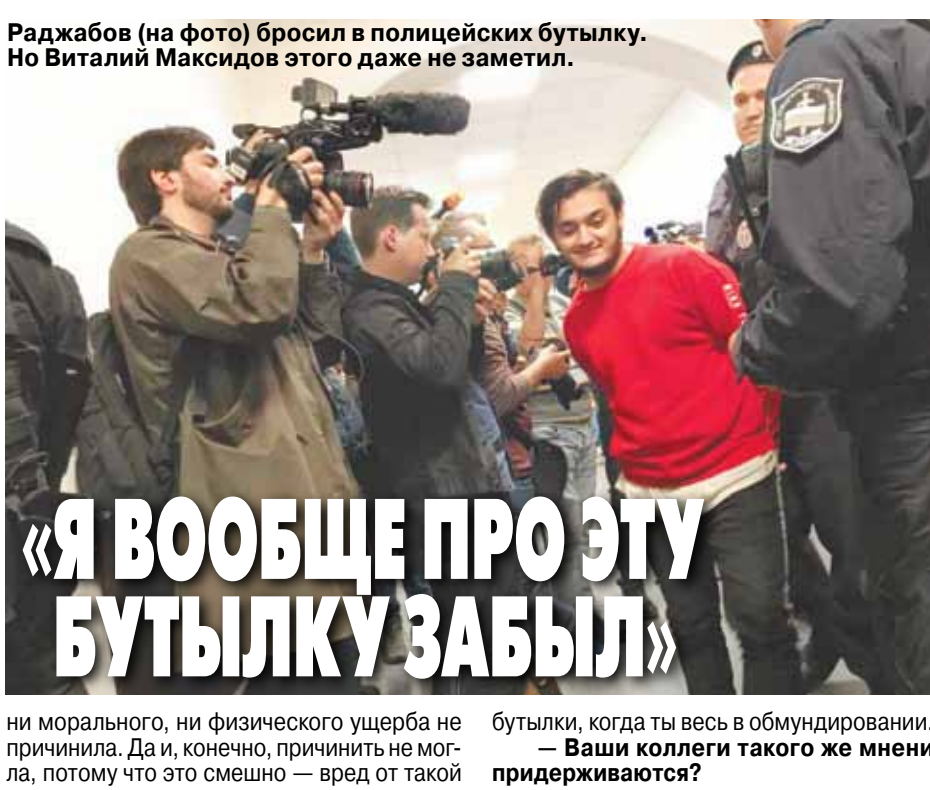 Раджабов (на фото) бросил в полицейских бутылку.
Но Виталий Максидов этого даже не заметил.
«Я ВООБЩЕ ПРО ЭТУ
БУТЫЛКУ ЗАБЫЛ»
ни морального, ни физического ущерба не
причинила. Да и, конечно, причинить не мог-
ла, потому что это смешно — вред от такой
бутылки, когда ты весь в обмундировании.
— Ваши коллеги такого же мнени
придерживаются?